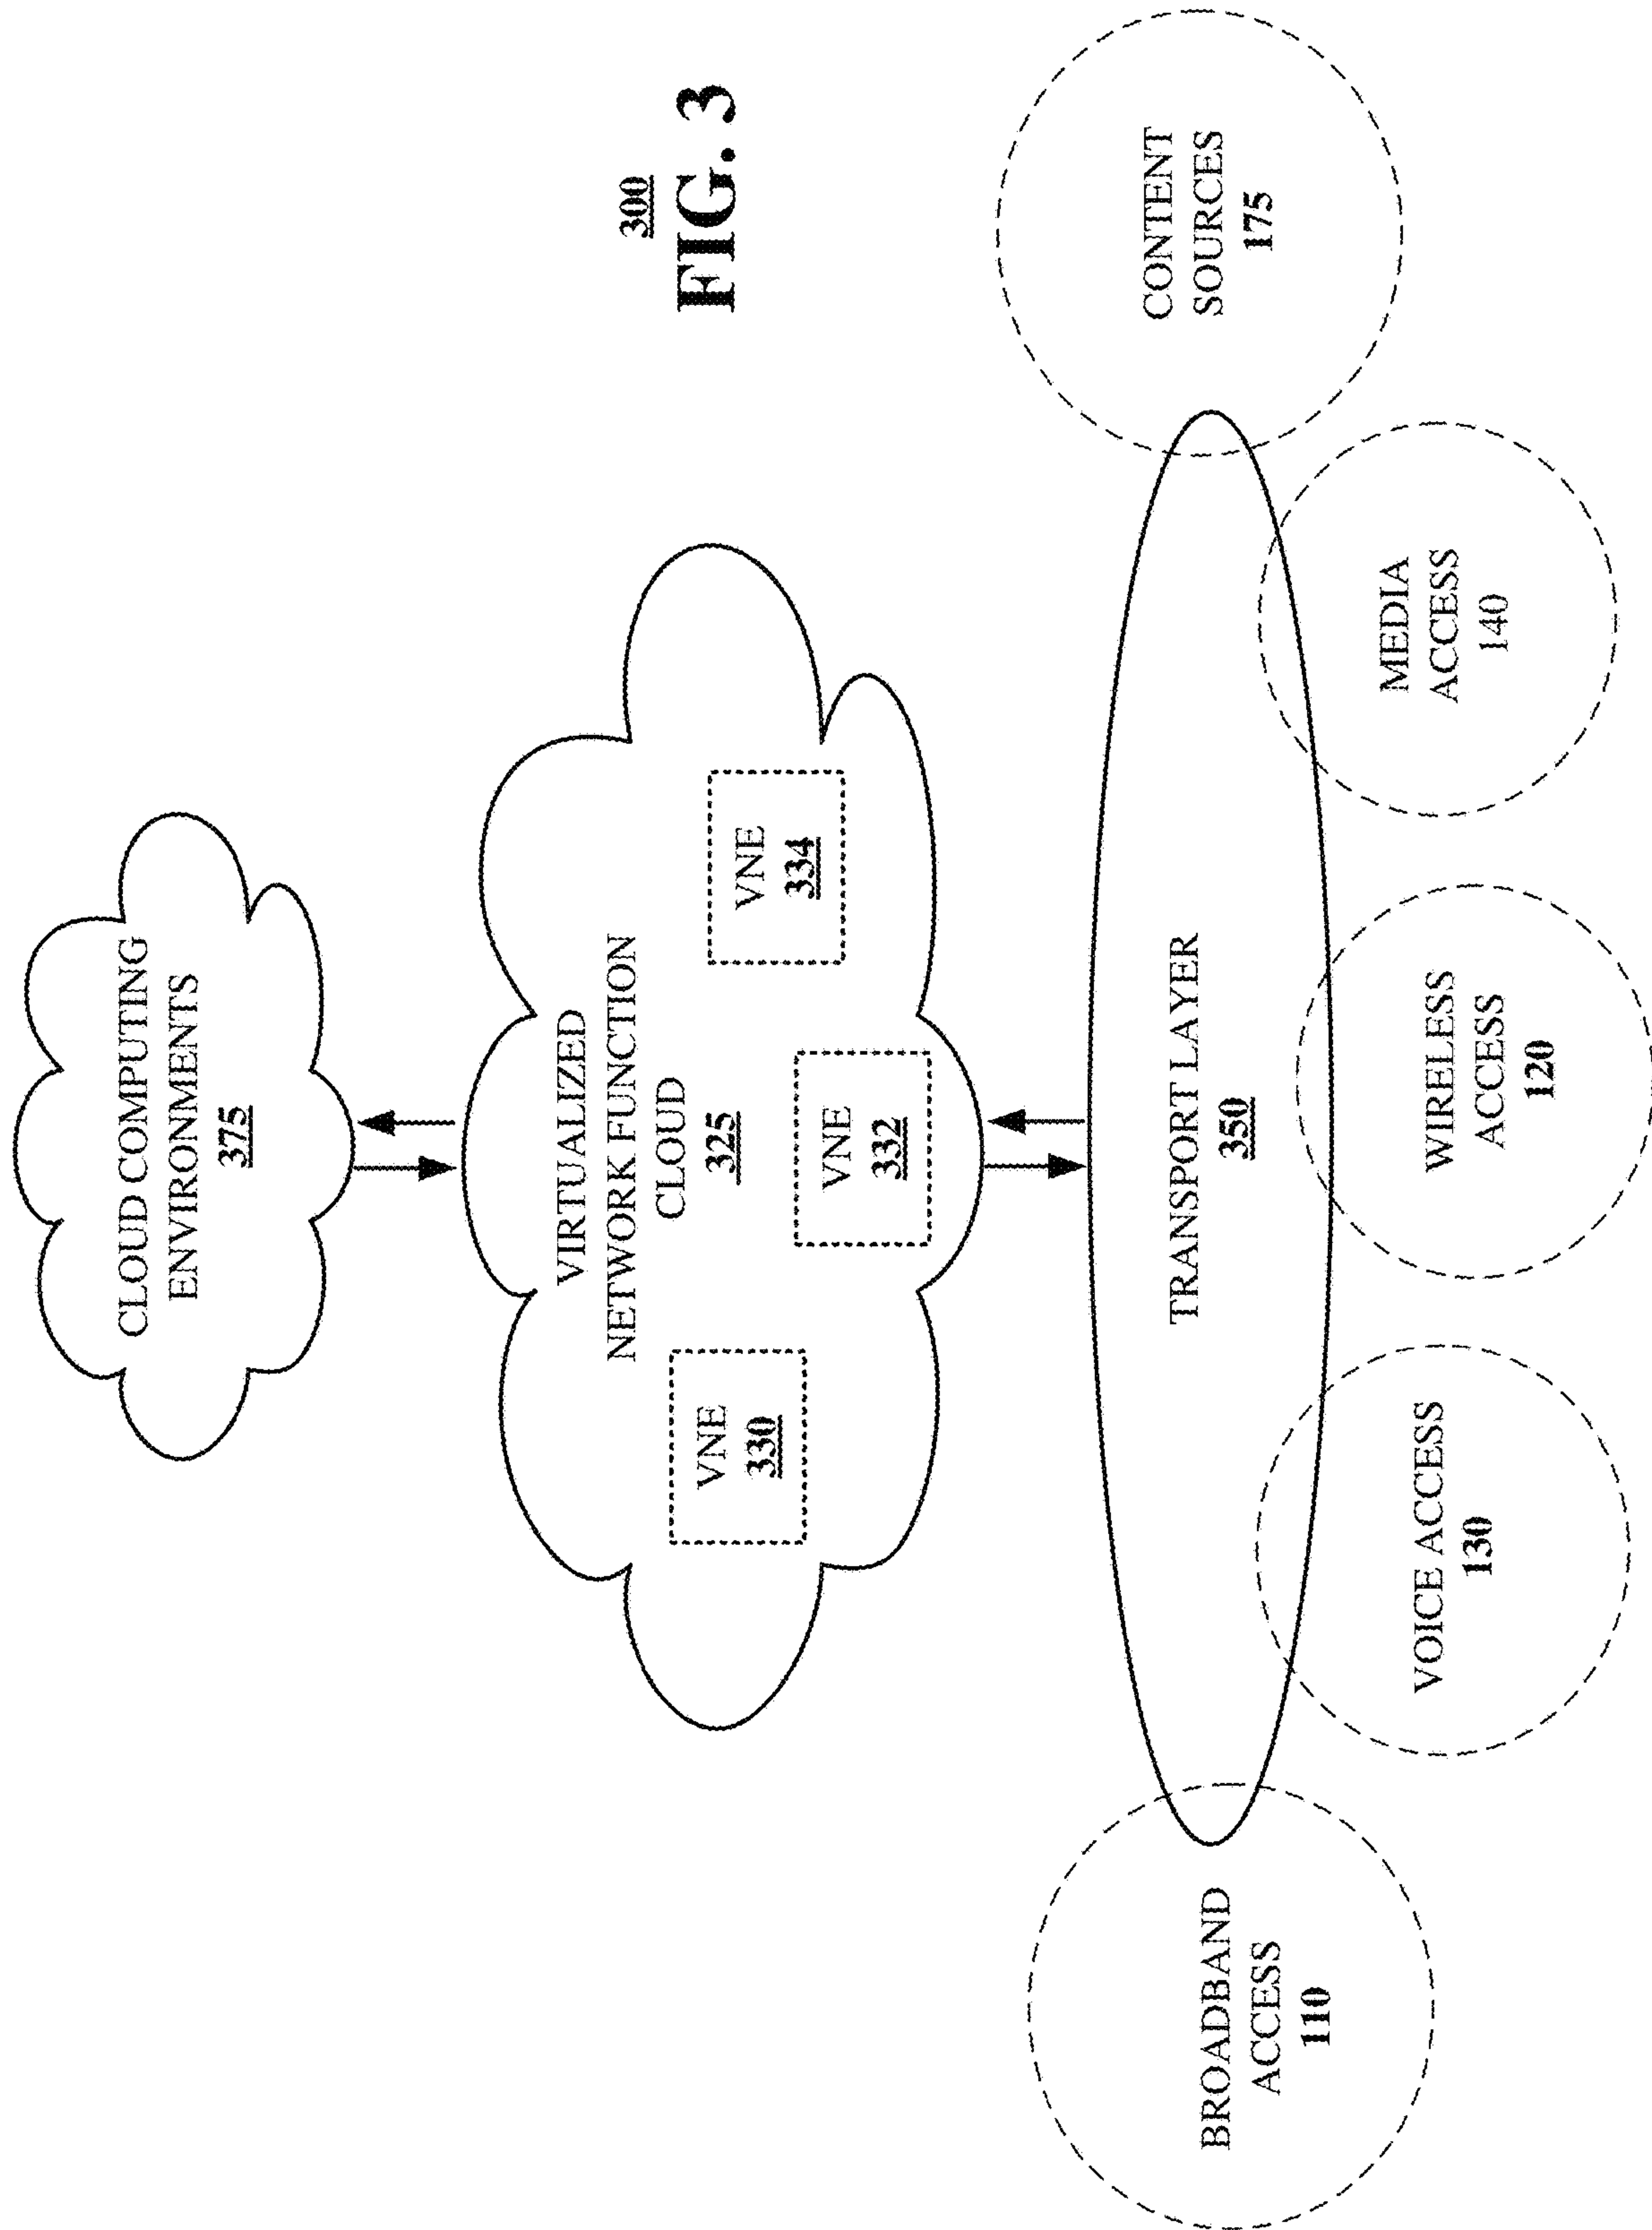 CLOUD COMPUTING
ENVIRONMENTS
375
VIRTUALIZED
NETWORK FUNCTION
CLOUD
325
VNE
330
VNE
332
VNE
334
300
FIG. 3
TRANSPORT LAYER
350
BROADBAND
ACCESS
110
VOICE ACCESS
130
WIRELESS
ACCESS
120
MEDIA
ACCESS
140
CONTENT
SOURCES
175